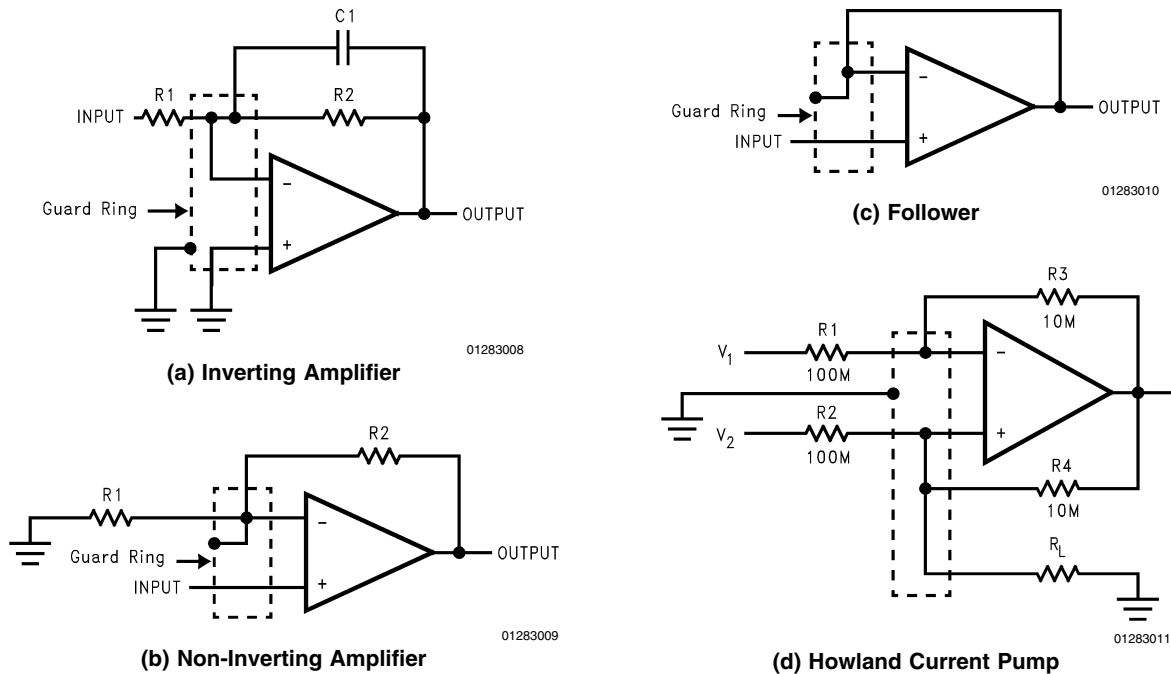 C1
R1
R2
INPUT
−
Guard Ring
OUTPUT
+
01283008
(a) Inverting Amplifier
R2
R1
−
Guard Ring
OUTPUT
INPUT
+
01283009
(b) Non-Inverting Amplifier
−
Guard Ring
OUTPUT
INPUT
+
01283010
(c) Follower
R3
10M
R1
V1
−
100M
R2
V2
+
100M
R4
10M
RL
01283011
(d) Howland Current Pump